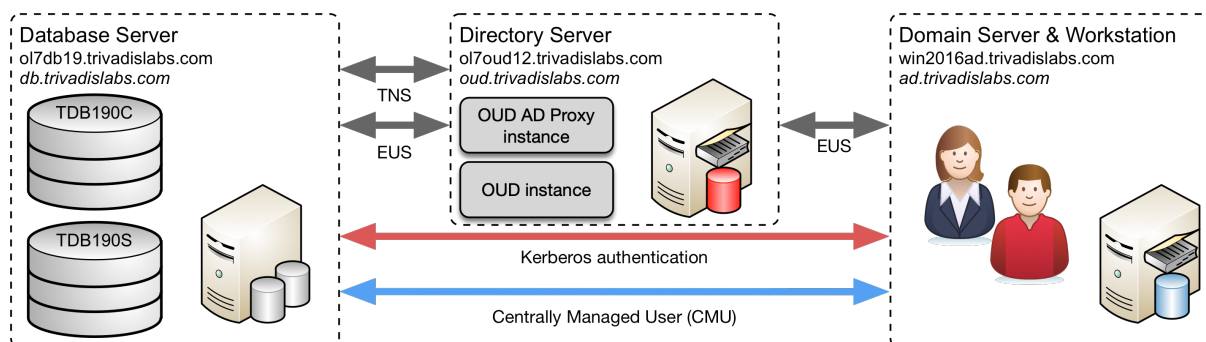 Database Server
ol7db19.trivadislabs.com
db.trivadislabs.com
TDB190C
TDB190S
TNS
EUS
Directory Server
ol7oud12.trivadislabs.com
oud.trivadislabs.com
OUD AD Proxy
instance
OUD instance
EUS
Kerberos authentication
Centrally Managed User (CMU)
Domain Server & Workstation
win2016ad.trivadislabs.com
ad.trivadislabs.com